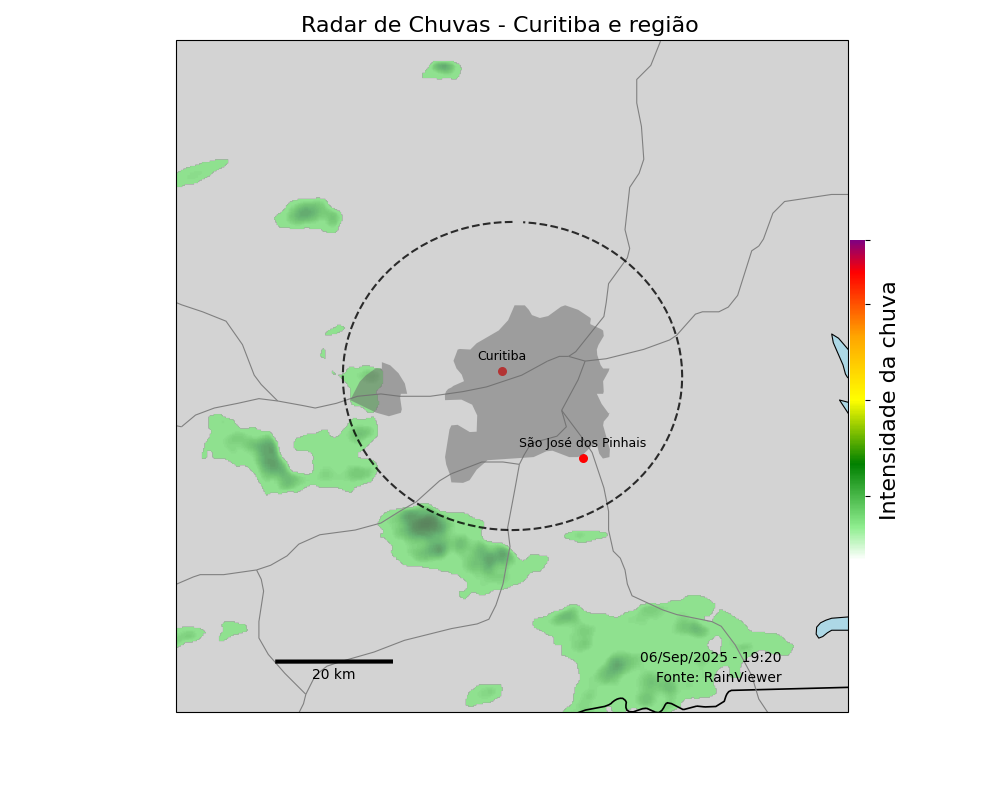 Radar de Chuvas - Curitiba e região
Curitiba
São José dos Pinhais
Intensidade da chuva
06/Sep/2025 - 19:20
Fonte: RainViewer
20 km